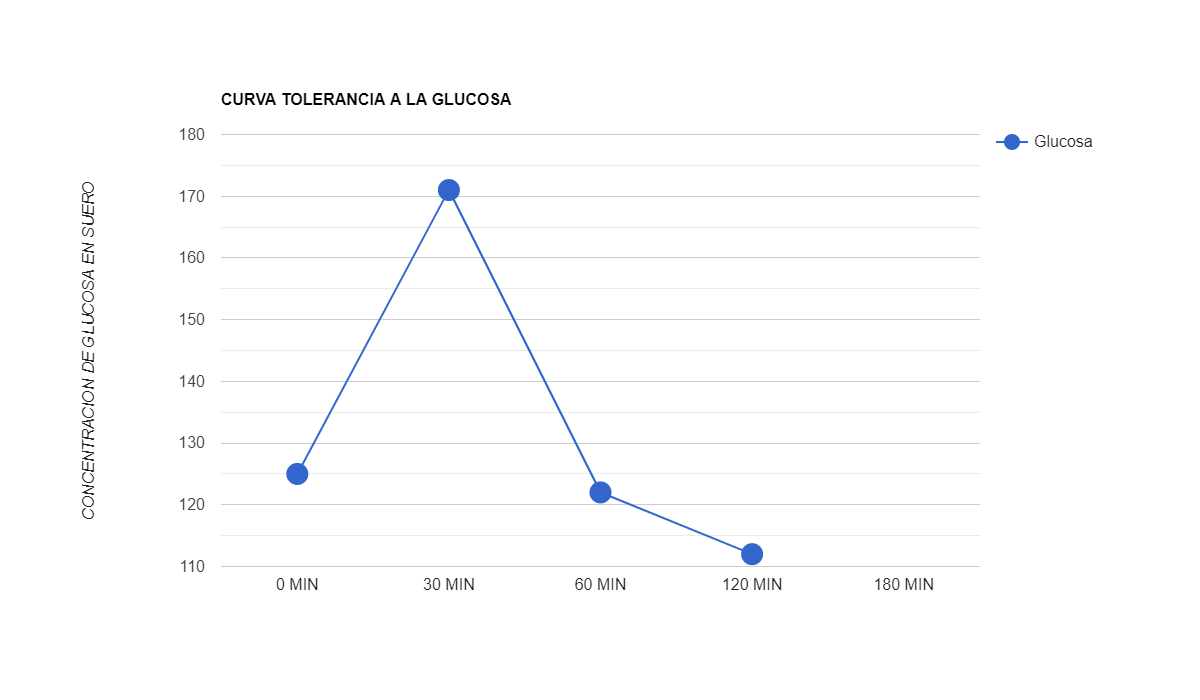 CURVA TOLERANCIA A LA GLUCOSA
Glucosa
CONCENTRACION DE GLUCOSA EN SUERO
180
170
160
150
140
130
120
110
0 MIN
30 MIN
60 MIN
120 MIN
180 MIN